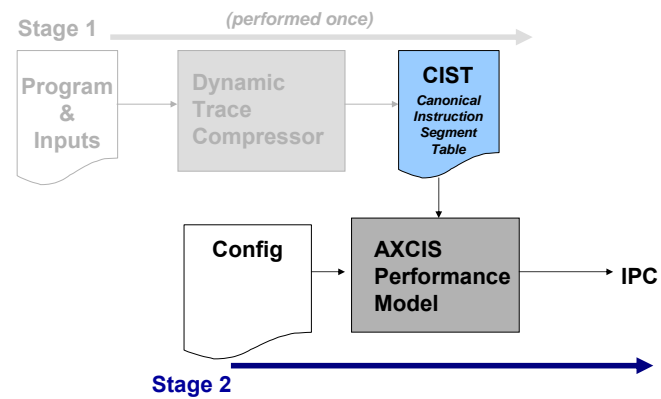 Stage 1
(performed once)
Program
&
Inputs
Dynamic
Trace
Compressor
CIST
Canonical
Instruction
Segment
Table
Config
AXCIS
Performance
Model
IPC
Stage 2